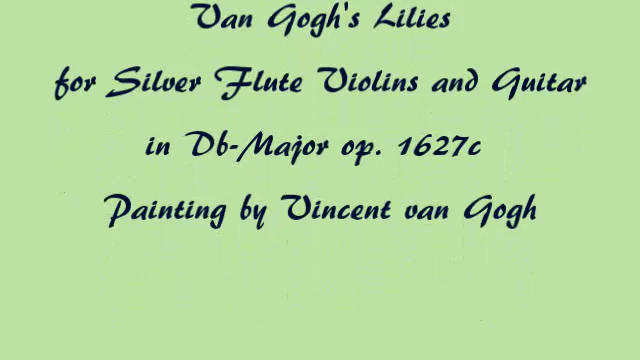 Van Gogh's Lilies
for Silver Flute Violins and Guitar
in Db-Major op. 1627c
Painting by Vincent van Gogh